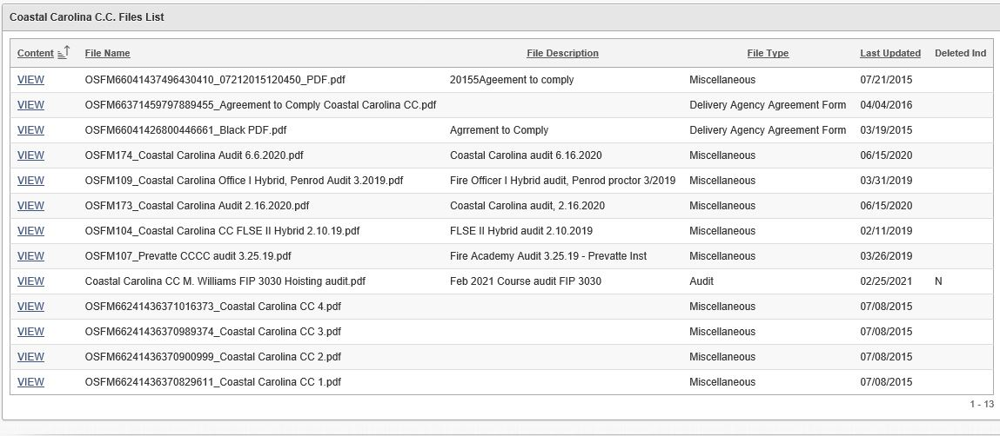 Coastal Carolina C.C. Files List
Content File Name File Description File Type Last Updated Deleted Ind
VIEW OSFM66041437496430410_07212015120450_PDF.pdf 20155Ageement to comply Miscellaneous 07/21/2015
VIEW OSFM66371459797889455_Agreement to Comply Coastal Carolina CC.pdf Delivery Agency Agreement Form 04/04/2016
VIEW OSFM66041426800446661_Black PDF.pdf Agrrement to Comply Delivery Agency Agreement Form 03/19/2015
VIEW OSFM174_Coastal Carolina Audit 6.6.2020.pdf Coastal Carolina audit 6.16.2020 Miscellaneous 06/15/2020
VIEW OSFM109_Coastal Carolina Office I Hybrid, Penrod Audit 3.2019.pdf Fire Officer I Hybrid audit, Penrod proctor 3/2019 Miscellaneous 03/31/2019
VIEW OSFM173_Coastal Carolina Audit 2.16.2020.pdf Coastal Carolina audit, 2.16.2020 Miscellaneous 06/15/2020
VIEW OSFM104_Coastal Carolina CC FLSE II Hybrid 2.10.19.pdf FLSE II Hybrid audit 2.10.2019 Miscellaneous 02/11/2019
VIEW OSFM107_Prevatte CCCC audit 3.25.19.pdf Fire Academy Audit 3.25.19 - Prevatte Inst Miscellaneous 03/26/2019
VIEW Coastal Carolina CC M. Williams FIP 3030 Hoisting audit.pdf Feb 2021 Course audit FIP 3030 Audit 02/25/2021 N
VIEW OSFM66241436371016373_Coastal Carolina CC 4.pdf Miscellaneous 07/08/2015
VIEW OSFM66241436370989374_Coastal Carolina CC 3.pdf Miscellaneous 07/08/2015
VIEW OSFM66241436370900999_Coastal Carolina CC 2.pdf Miscellaneous 07/08/2015
VIEW OSFM66241436370829611_Coastal Carolina CC 1.pdf Miscellaneous 07/08/2015
1 - 13